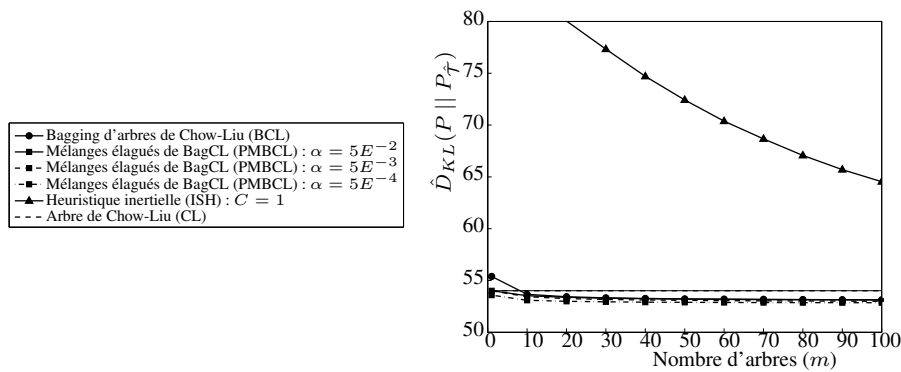 Bagging d'arbres de Chow-Liu (BCL)
Mélanges élagués de BagCL (PMBCL) : α = 5E⁻²
Mélanges élagués de BagCL (PMBCL) : α = 5E⁻³
Mélanges élagués de BagCL (PMBCL) : α = 5E⁻⁴
Heuristique inertielle (ISH) : C = 1
Arbre de Chow-Liu (CL)
D̂_KL(P || P_T̂)
80
75
70
65
60
55
50
0 10 20 30 40 50 60 70 80 90 100
Nombre d'arbres (m)